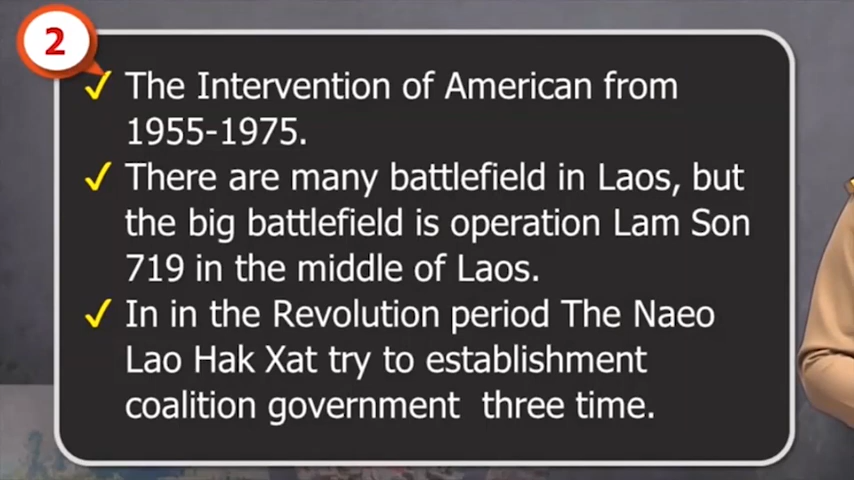 2
✓ The Intervention of American from
1955-1975.
✓ There are many battlefield in Laos, but
the big battlefield is operation Lam Son
719 in the middle of Laos.
✓ In in the Revolution period The Naeo
Lao Hak Xat try to establishment
coalition government three time.